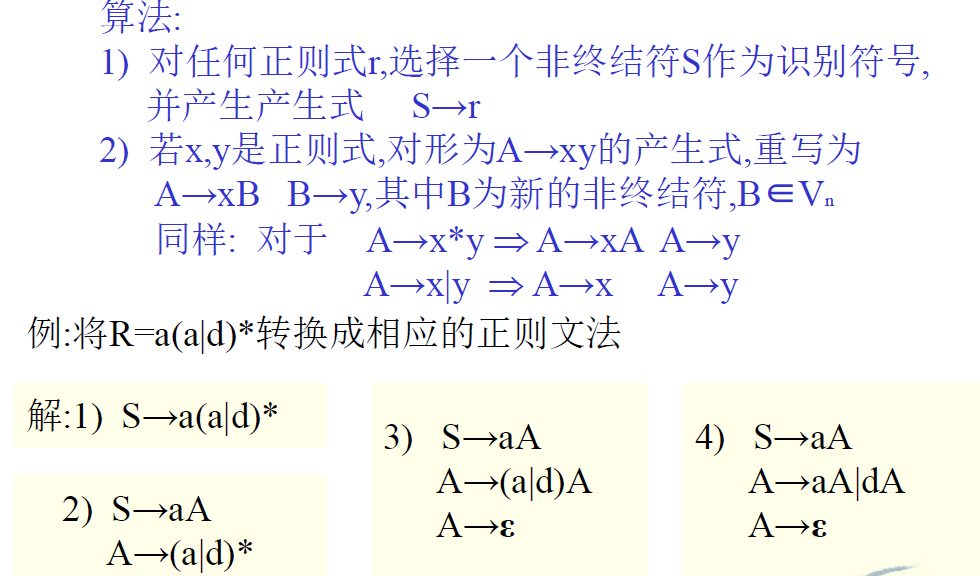 算法:
1) 对任何正则式r,选择一个非终结符S作为识别符号,
并产生产生式 S→r
2) 若x,y是正则式,对形为A→xy的产生式,重写为
A→xB B→y,其中B为新的非终结符,B∈Vₙ
同样: 对于 A→x*y ⇒ A→xA A→y
A→x|y ⇒ A→x A→y
例:将R=a(a|d)*转换成相应的正则文法
解:1) S→a(a|d)*
2) S→aA
A→(a|d)*
3) S→aA
A→(a|d)A
A→ε
4) S→aA
A→aA|dA
A→ε